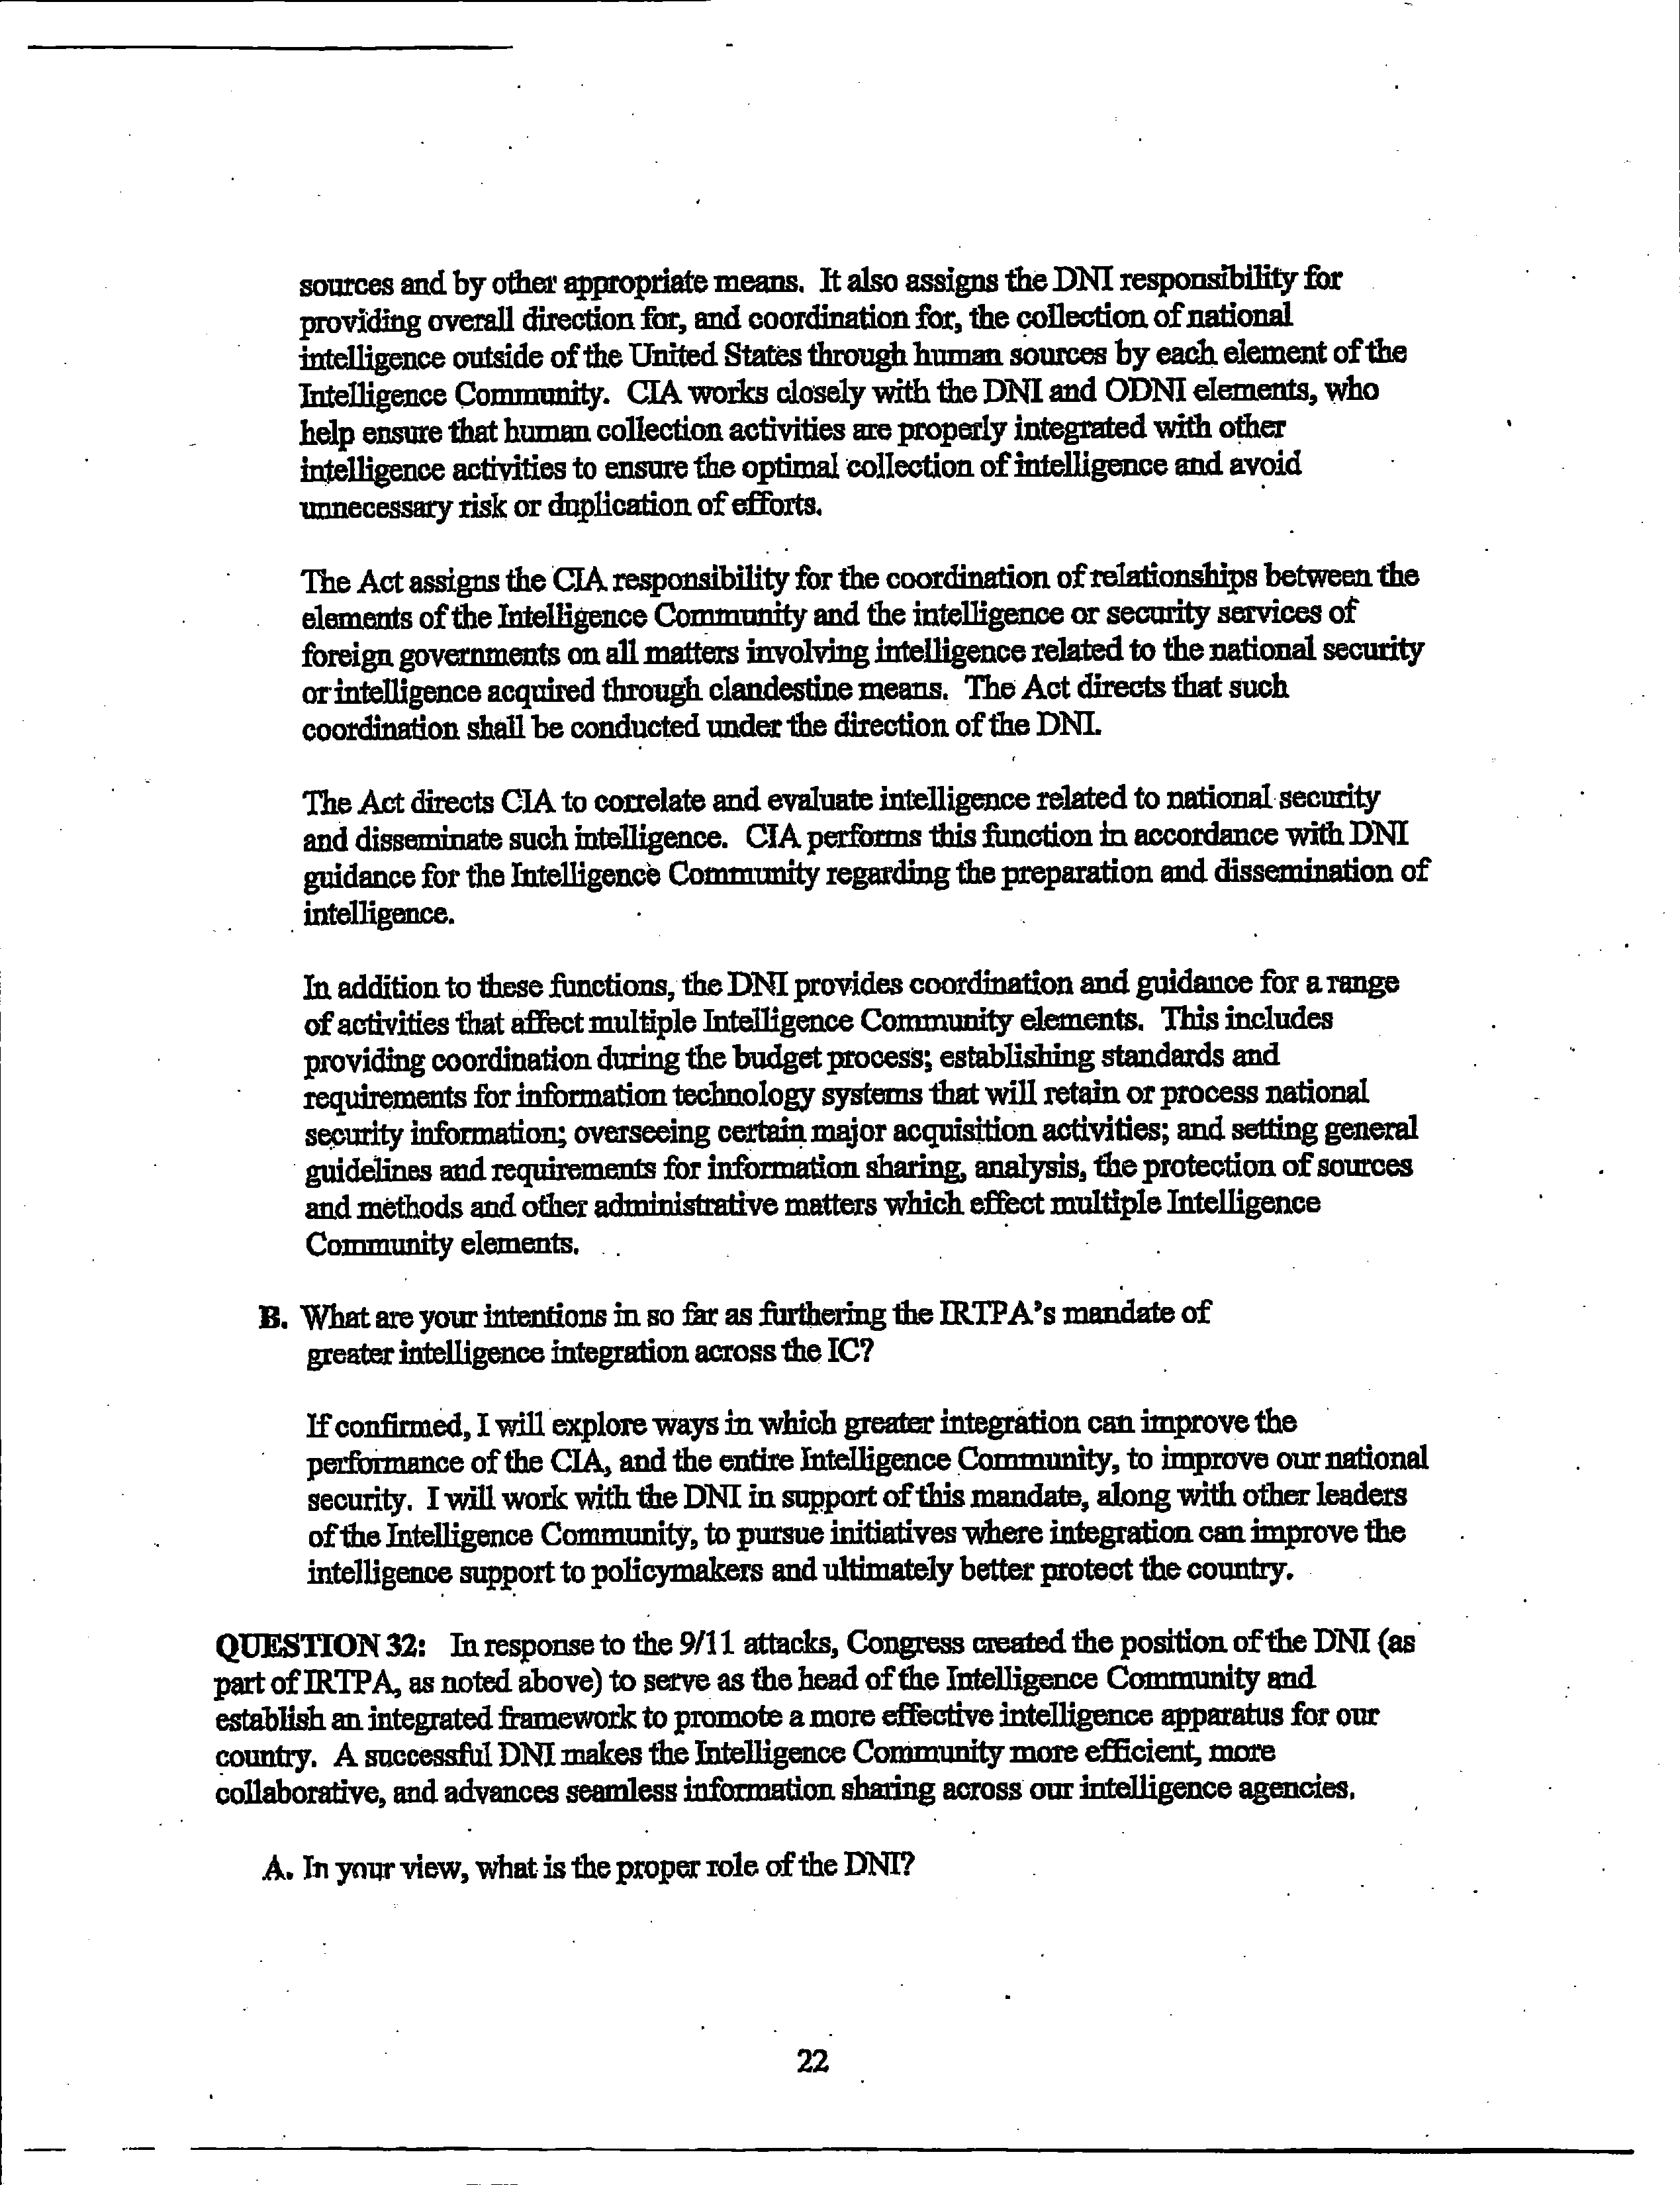 sources and by other appropriate means. It also assigns the DNI responsibility for
providing overall direction for, and coordination for, the collection of national
intelligence outside of the United States through human sources by each element of the
Intelligence Community. CIA works closely with the DNI and ODNI elements, who
help ensure that human collection activities are properly integrated with other
intelligence activities to ensure the optimal collection of intelligence and avoid
unnecessary risk or duplication of efforts.
The Act assigns the CIA responsibility for the coordination of relationships between the
elements of the Intelligence Community and the intelligence or security services of
foreign governments on all matters involving intelligence related to the national security
or intelligence acquired through clandestine means. The Act directs that such
coordination shall be conducted under the direction of the DNI.
The Act directs CIA to correlate and evaluate intelligence related to national security
and disseminate such intelligence. CIA performs this function in accordance with DNI
guidance for the Intelligence Community regarding the preparation and dissemination of
intelligence.
In addition to these functions, the DNI provides coordination and guidance for a range
of activities that affect multiple Intelligence Community elements. This includes
providing coordination during the budget process; establishing standards and
requirements for information technology systems that will retain or process national
security information; overseeing certain major acquisition activities; and setting general
guidelines and requirements for information sharing, analysis, the protection of sources
and methods and other administrative matters which effect multiple Intelligence
Community elements.
B. What are your intentions in so far as furthering the IRTPA's mandate of
greater intelligence integration across the IC?
If confirmed, I will explore ways in which greater integration can improve the
performance of the CIA, and the entire Intelligence Community, to improve our national
security. I will work with the DNI in support of this mandate, along with other leaders
of the Intelligence Community, to pursue initiatives where integration can improve the
intelligence support to policymakers and ultimately better protect the country.
QUESTION 32: In response to the 9/11 attacks, Congress created the position of the DNI (as
part of IRTPA, as noted above) to serve as the head of the Intelligence Community and
establish an integrated framework to promote a more effective intelligence apparatus for our
country. A successful DNI makes the Intelligence Community more efficient, more
collaborative, and advances seamless information sharing across our intelligence agencies.
A. In your view, what is the proper role of the DNI?
22